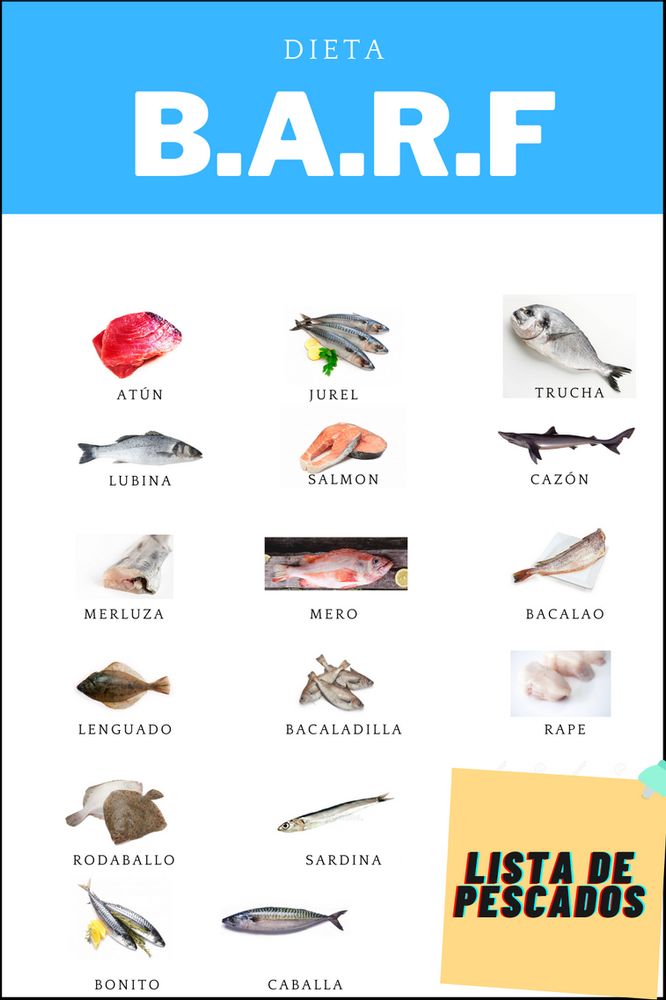 DIETA
B.A.R.F
ATÚN
JUREL
TRUCHA
LUBINA
SALMON
CAZÓN
MERLUZA
MERO
BACALAO
LENGUADO
BACALADILLA
RAPE
RODABALLO
SARDINA
LISTA DE
PESCADOS
BONITO
CABALLA